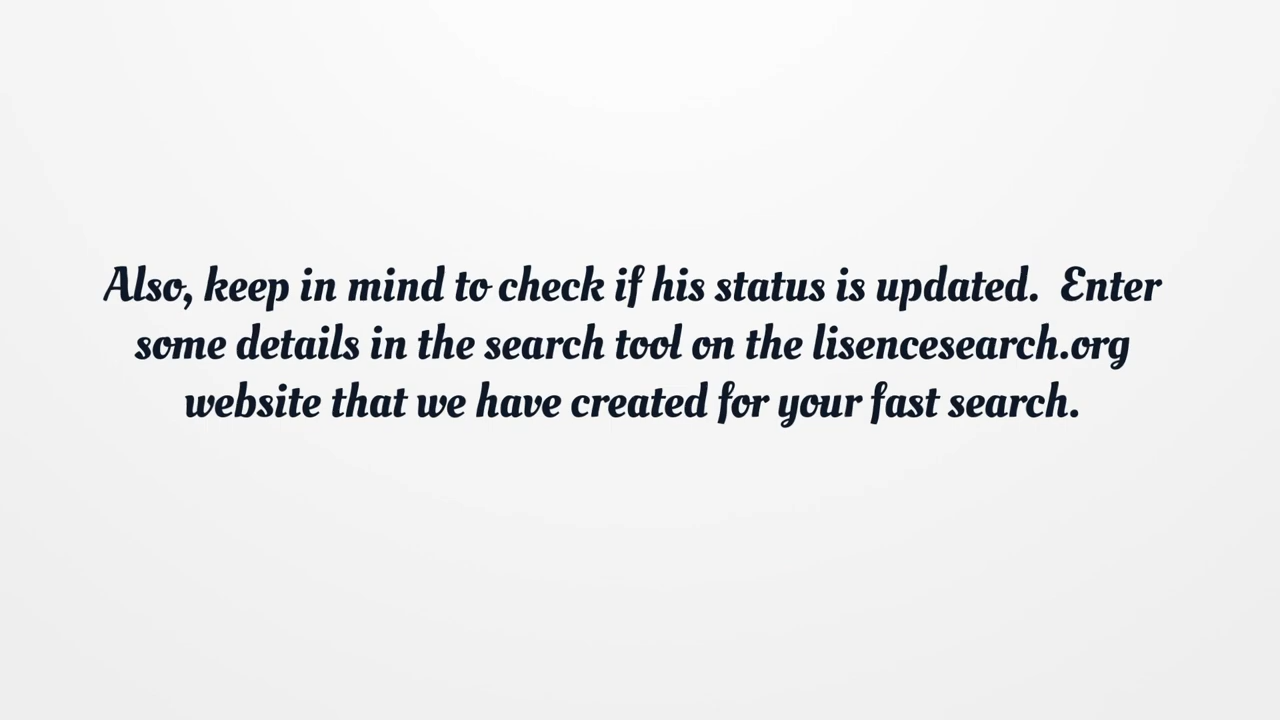 Also, keep in mind to check if his status is updated.  Enter
some details in the search tool on the lisencesearch.org
website that we have created for your fast search.